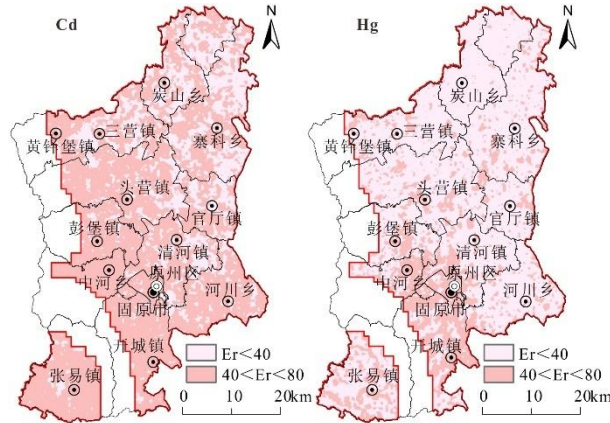 Cd
N
炭山乡
三营镇
黄铎堡镇
寨科乡
头营镇
官厅镇
彭堡镇
清河镇
中河乡
原州区
河川乡
固原市
开城镇
张易镇
Er<40
40<Er<80
0 10 20km
Hg
N
炭山乡
三营镇
黄铎堡镇
寨科乡
头营镇
官厅镇
彭堡镇
清河镇
中河乡
原州区
河川乡
固原市
开城镇
张易镇
Er<40
40<Er<80
0 10 20km